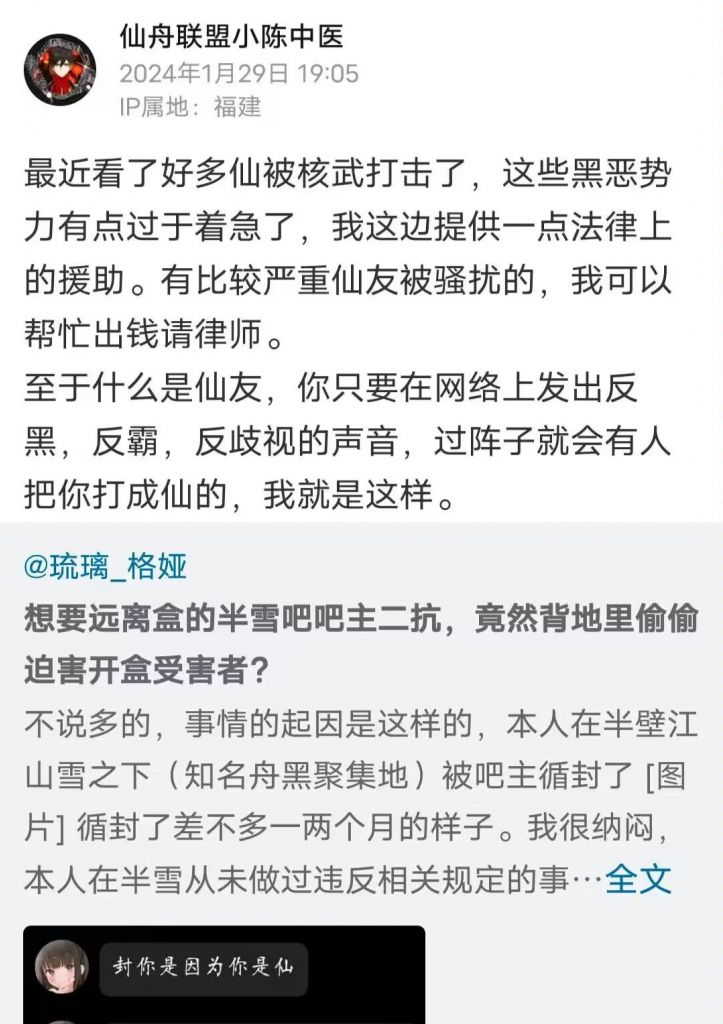 仙舟联盟小陈中医
2024年1月29日 19:05
IP属地：福建
最近看了好多仙被核武打击了，这些黑恶势
力有点过于着急了，我这边提供一点法律上
的援助。有比较严重仙友被骚扰的，我可以
帮忙出钱请律师。
至于什么是仙友，你只要在网络上发出反
黑，反霸，反歧视的声音，过阵子就会有人
把你打成仙的，我就是这样。
@琉璃_格娅
想要远离盒的半雪吧吧主二抗，竟然背地里偷偷
迫害开盒受害者？
不说多的，事情的起因是这样的，本人在半壁江
山雪之下（知名舟黑聚集地）被吧主循封了 [图
片] 循封了差不多一两个月的样子。我很纳闷，
本人在半雪从未做过违反相关规定的事…全文
封你是因为你是仙